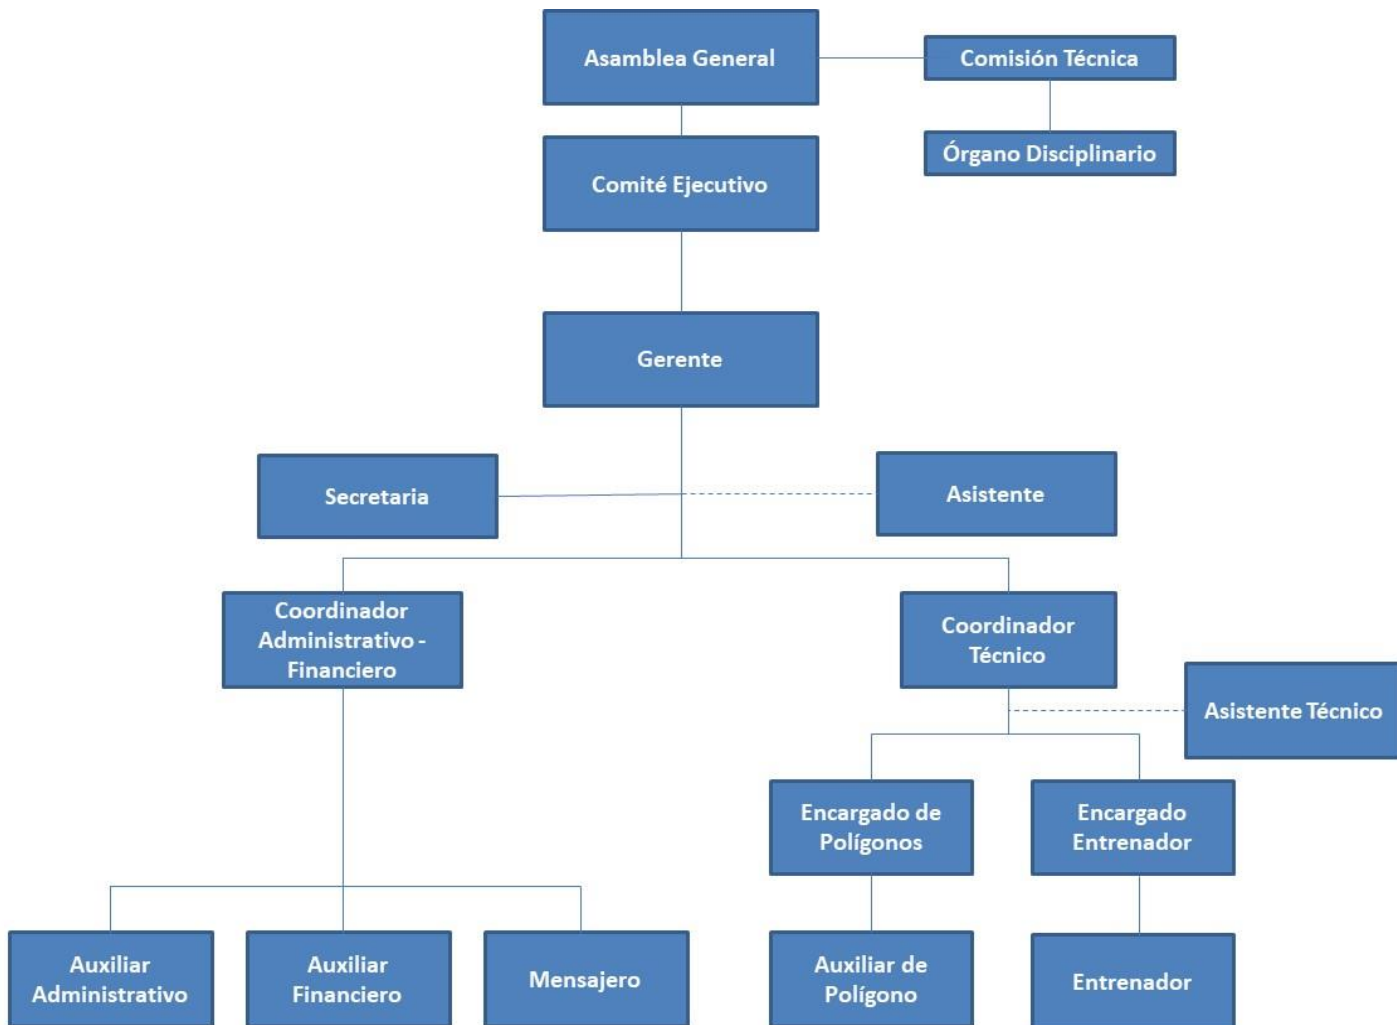 Asamblea General
Comisión Técnica
Órgano Disciplinario
Comité Ejecutivo
Gerente
Secretaria
Asistente
Coordinador
Administrativo -
Financiero
Coordinador
Técnico
Asistente Técnico
Encargado de
Polígonos
Encargado
Entrenador
Auxiliar
Administrativo
Auxiliar
Financiero
Mensajero
Auxiliar de
Polígono
Entrenador